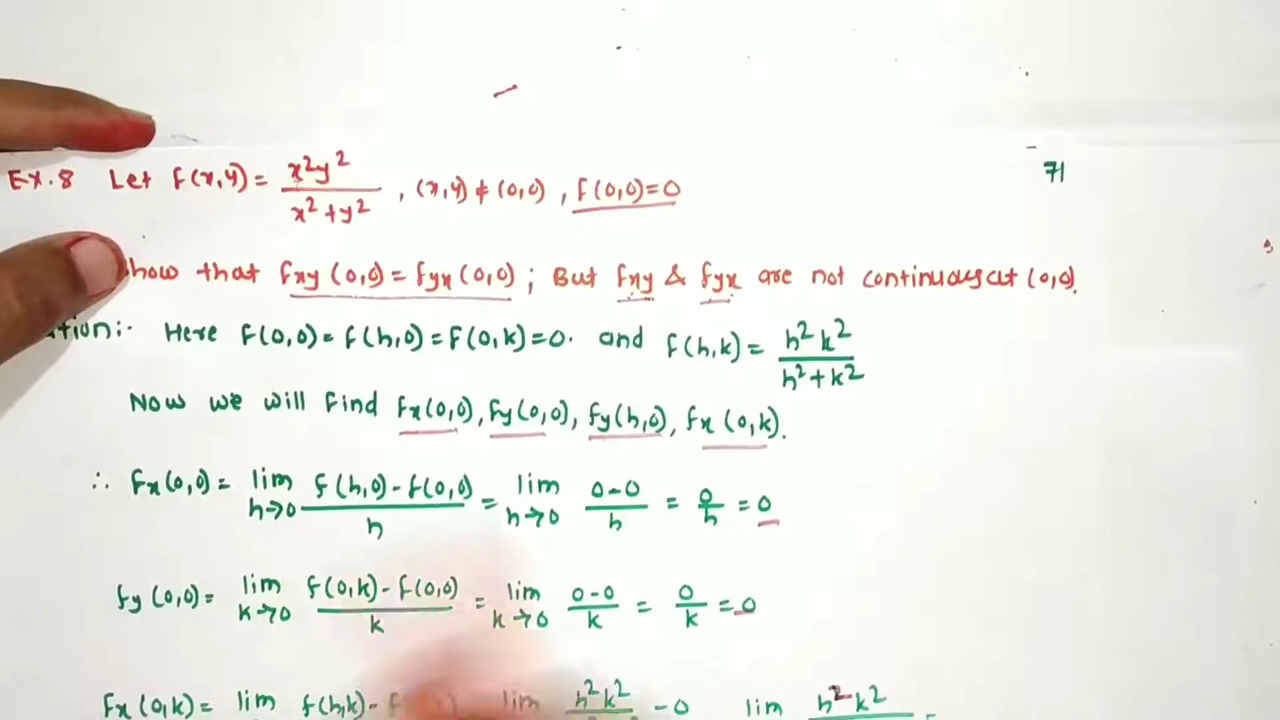 71
Ex.8 Let f(x,y) = x²y² / x²+y² , (x,y) ≠ (0,0) , f(0,0)=0
how that fxy (0,0) = fyx (0,0) ; But fxy & fyx are not continuous at (0,0).
ution:- Here f(0,0) = f(h,0) = f(0,k) = 0. and f(h,k) = h²k² / h²+k²
Now we will find fx(0,0), fy(0,0), fy(h,0), fx(0,k).
∴ fx(0,0) = lim h→0 f(h,0) - f(0,0) / h = lim h→0 0-0 / h = 0/h = 0
fy(0,0) = lim k→0 f(0,k) - f(0,0) / k = lim k→0 0-0 / k = 0/k = 0
fx(0,k) = lim f(h,k) - f lim h²k² - 0 lim h²k² =